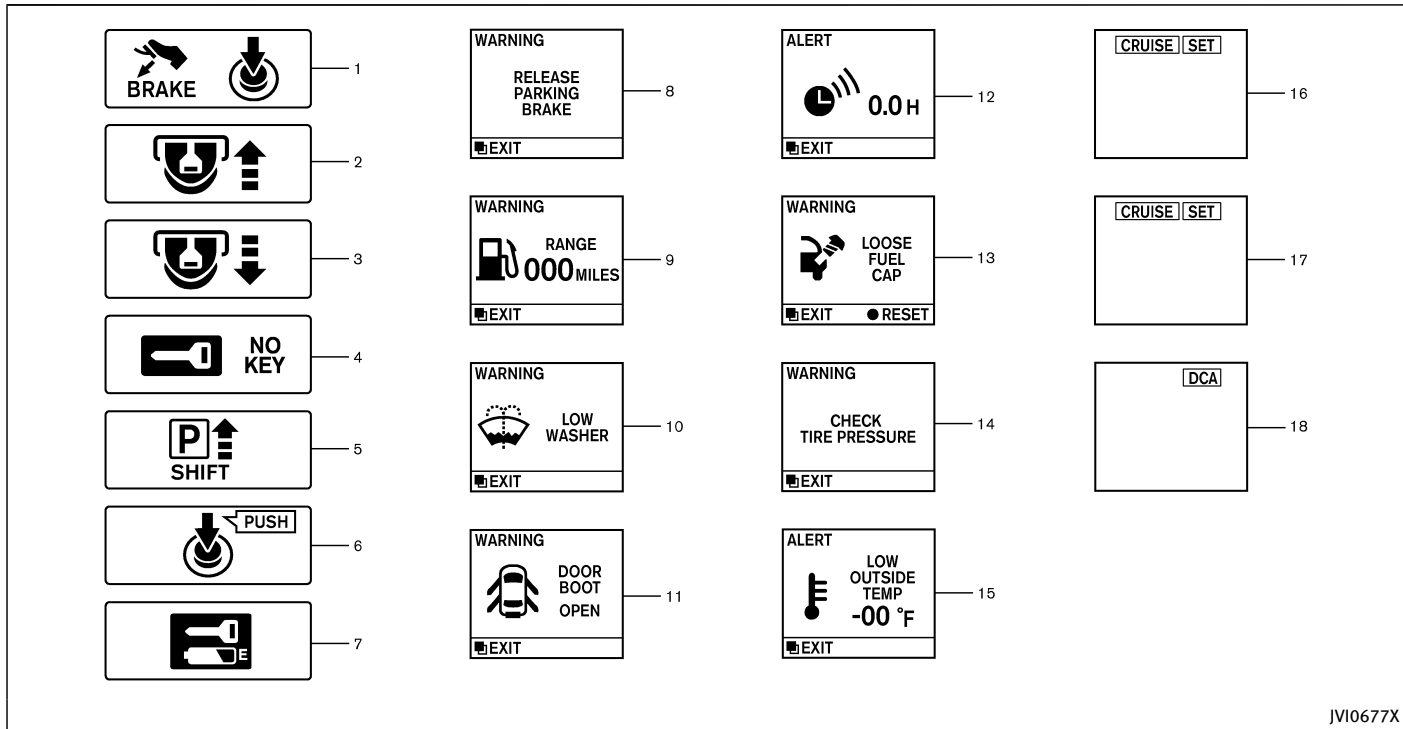 BRAKE
1
2
3
NO
KEY
4
P
SHIFT
5
PUSH
6
E
7
WARNING
RELEASE
PARKING
BRAKE
EXIT
8
WARNING
RANGE
000 MILES
EXIT
9
WARNING
LOW
WASHER
EXIT
10
WARNING
DOOR
BOOT
OPEN
EXIT
11
ALERT
0.0 H
EXIT
12
WARNING
LOOSE
FUEL
CAP
EXIT ● RESET
13
WARNING
CHECK
TIRE PRESSURE
EXIT
14
ALERT
LOW
OUTSIDE
TEMP
-00 °F
EXIT
15
CRUISE SET
16
CRUISE SET
17
DCA
18
JVI0677X